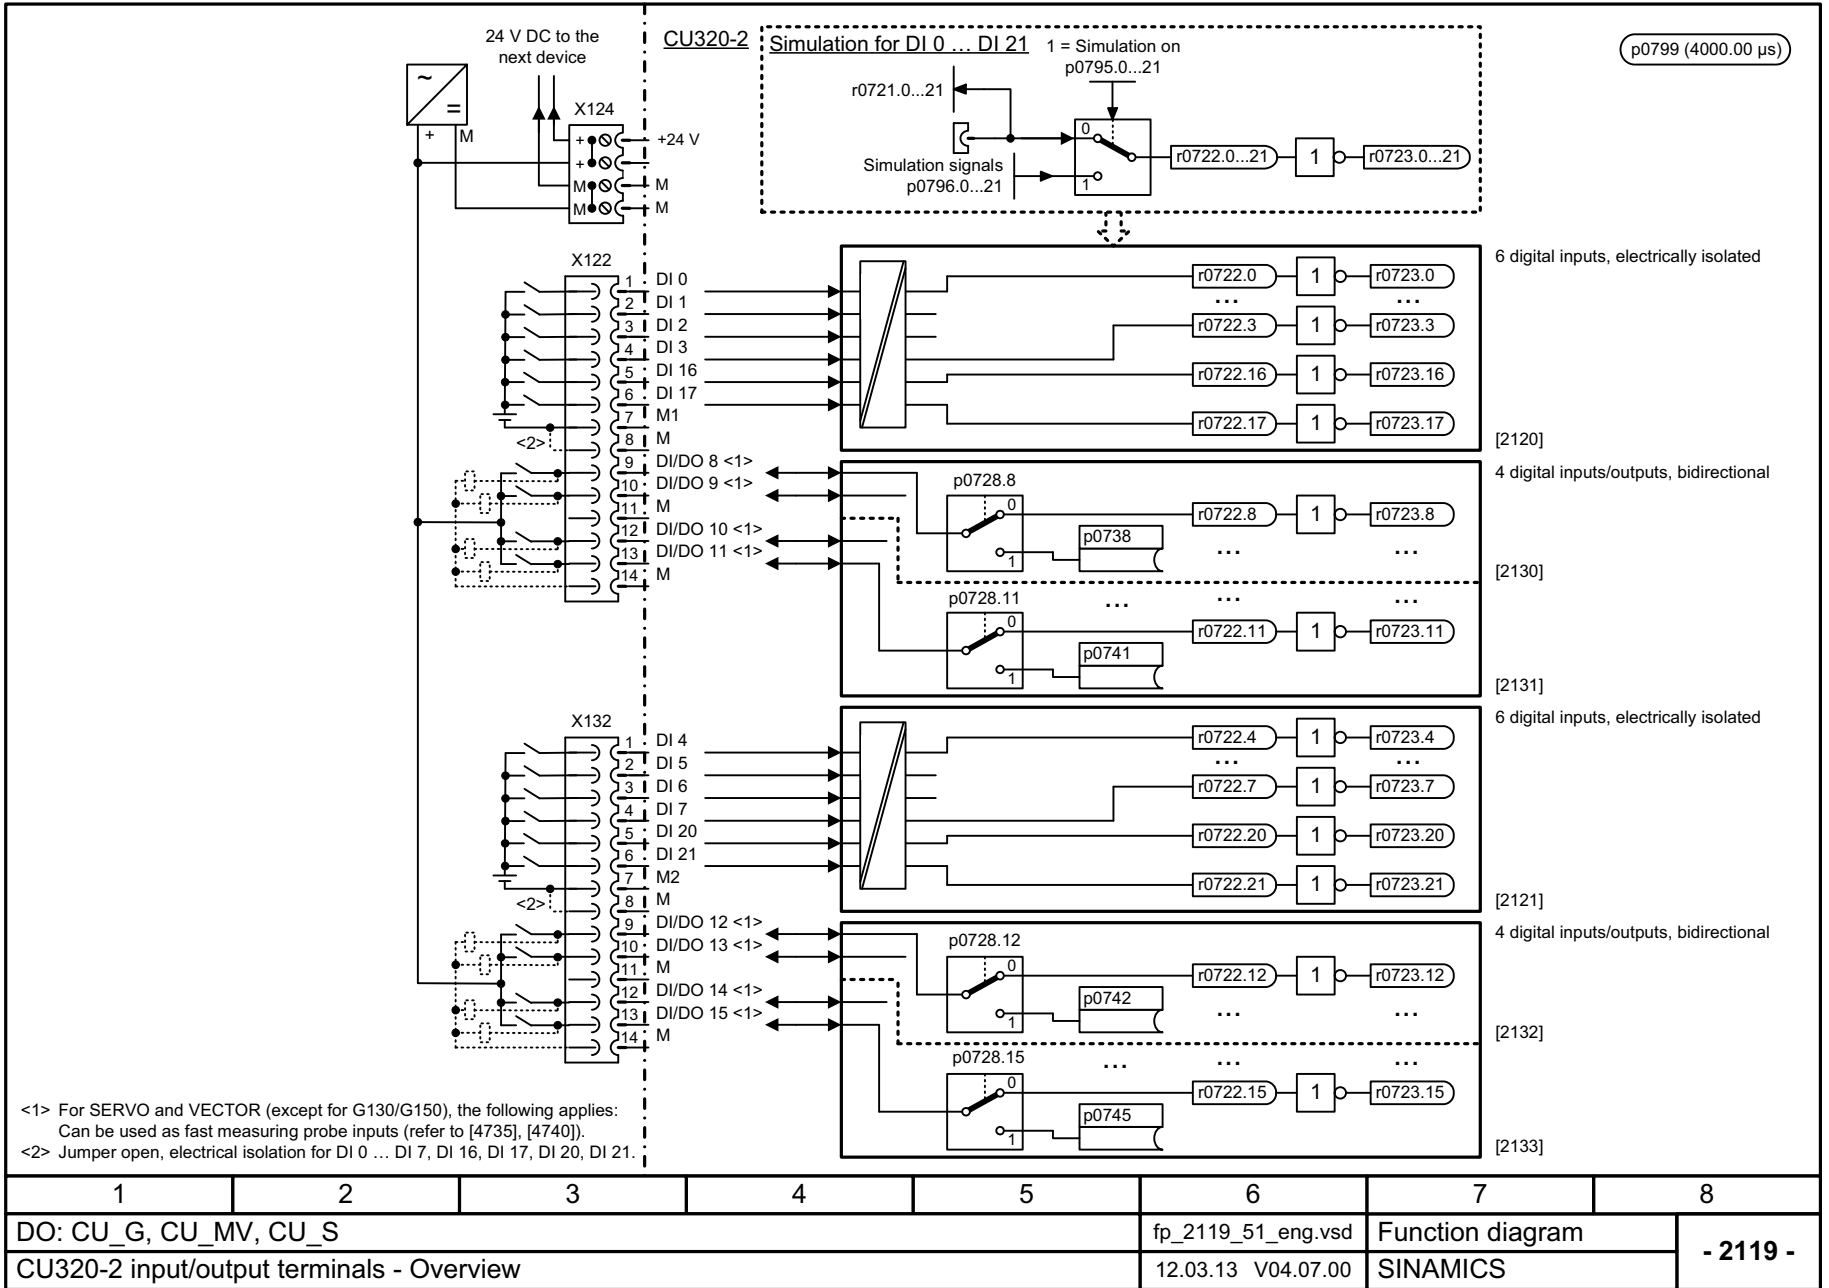 24 V DC to the
next device
CU320-2
Simulation for DI 0 … DI 21
1 = Simulation on
p0795.0...21
p0799 (4000.00 µs)
~
=
+
M
X124
r0721.0...21
+
+24 V
+
M
M
M
M
0
1
Simulation signals
p0796.0...21
r0722.0...21
1
r0723.0...21
X122
6 digital inputs, electrically isolated
1 DI 0
2 DI 1
3 DI 2
4 DI 3
5 DI 16
6 DI 17
7 M1
8 M
<2>
9 DI/DO 8 <1>
10 DI/DO 9 <1>
11 M
12 DI/DO 10 <1>
13 DI/DO 11 <1>
14 M
r0722.0 1 r0723.0
... ...
r0722.3 1 r0723.3
r0722.16 1 r0723.16
r0722.17 1 r0723.17
[2120]
4 digital inputs/outputs, bidirectional
p0728.8
0
1
p0738
r0722.8 1 r0723.8
... ...
[2130]
p0728.11
... ... ...
0
1
p0741
r0722.11 1 r0723.11
[2131]
X132
6 digital inputs, electrically isolated
1 DI 4
2 DI 5
3 DI 6
4 DI 7
5 DI 20
6 DI 21
7 M2
8 M
<2>
9 DI/DO 12 <1>
10 DI/DO 13 <1>
11 M
12 DI/DO 14 <1>
13 DI/DO 15 <1>
14 M
r0722.4 1 r0723.4
... ...
r0722.7 1 r0723.7
r0722.20 1 r0723.20
r0722.21 1 r0723.21
[2121]
4 digital inputs/outputs, bidirectional
p0728.12
0
1
p0742
r0722.12 1 r0723.12
... ...
[2132]
p0728.15
... ... ...
0
1
p0745
r0722.15 1 r0723.15
[2133]
<1> For SERVO and VECTOR (except for G130/G150), the following applies:
Can be used as fast measuring probe inputs (refer to [4735], [4740]).
<2> Jumper open, electrical isolation for DI 0 … DI 7, DI 16, DI 17, DI 20, DI 21.
1 2 3 4 5 6 7 8
DO: CU_G, CU_MV, CU_S
fp_2119_51_eng.vsd
Function diagram
- 2119 -
CU320-2 input/output terminals - Overview
12.03.13 V04.07.00
SINAMICS